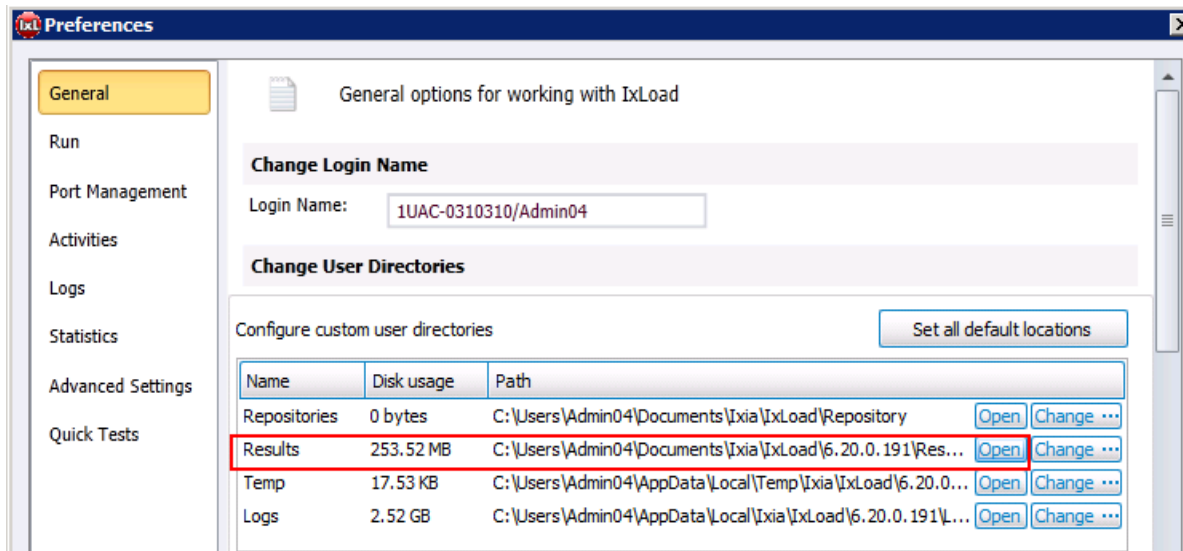 IxL Preferences
General
General options for working with IxLoad
Run
Change Login Name
Port Management
Login Name: 1UAC-0310310/Admin04
Activities
Change User Directories
Logs
Statistics
Configure custom user directories Set all default locations
Advanced Settings
Name Disk usage Path
Repositories 0 bytes C:\Users\Admin04\Documents\Ixia\IxLoad\Repository Open Change ...
Quick Tests
Results 253.52 MB C:\Users\Admin04\Documents\Ixia\IxLoad\6.20.0.191\Res... Open Change ...
Temp 17.53 KB C:\Users\Admin04\AppData\Local\Temp\Ixia\IxLoad\6.20.0... Open Change ...
Logs 2.52 GB C:\Users\Admin04\AppData\Local\Ixia\IxLoad\6.20.0.191\L... Open Change ...